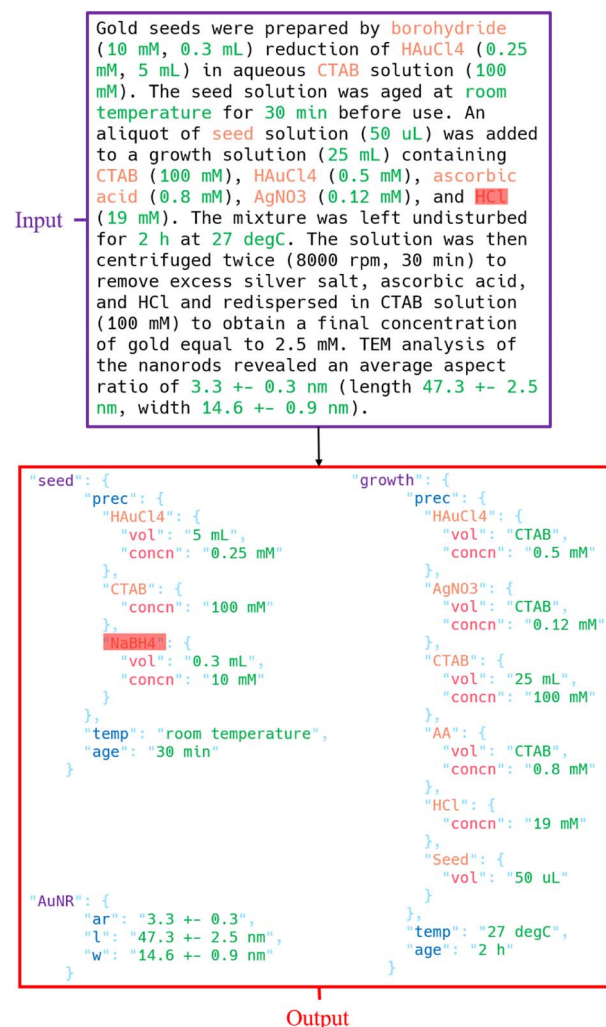 Gold seeds were prepared by borohydride
(10 mM, 0.3 mL) reduction of HAuCl4 (0.25
mM, 5 mL) in aqueous CTAB solution (100
mM). The seed solution was aged at room
temperature for 30 min before use. An
aliquot of seed solution (50 uL) was added
to a growth solution (25 mL) containing
CTAB (100 mM), HAuCl4 (0.5 mM), ascorbic
acid (0.8 mM), AgNO3 (0.12 mM), and HCl
(19 mM). The mixture was left undisturbed
for 2 h at 27 degC. The solution was then
centrifuged twice (8000 rpm, 30 min) to
remove excess silver salt, ascorbic acid,
and HCl and redispersed in CTAB solution
(100 mM) to obtain a final concentration
of gold equal to 2.5 mM. TEM analysis of
the nanorods revealed an average aspect
ratio of 3.3 +- 0.3 nm (length 47.3 +- 2.5
nm, width 14.6 +- 0.9 nm).
Input
"seed": {
"prec": {
"HAuCl4": {
"vol": "5 mL",
"concn": "0.25 mM"
},
"CTAB": {
"concn": "100 mM"
},
"NaBH4": {
"vol": "0.3 mL",
"concn": "10 mM"
}
},
"temp": "room temperature",
"age": "30 min"
}
"AuNR": {
"ar": "3.3 +- 0.3",
"l": "47.3 +- 2.5 nm",
"w": "14.6 +- 0.9 nm"
}
"growth": {
"prec": {
"HAuCl4": {
"vol": "CTAB",
"concn": "0.5 mM"
},
"AgNO3": {
"vol": "CTAB",
"concn": "0.12 mM"
},
"CTAB": {
"vol": "25 mL",
"concn": "100 mM"
},
"AA": {
"vol": "CTAB",
"concn": "0.8 mM"
},
"HCl": {
"concn": "19 mM"
},
"Seed": {
"vol": "50 uL"
}
},
"temp": "27 degC",
"age": "2 h"
}
Output